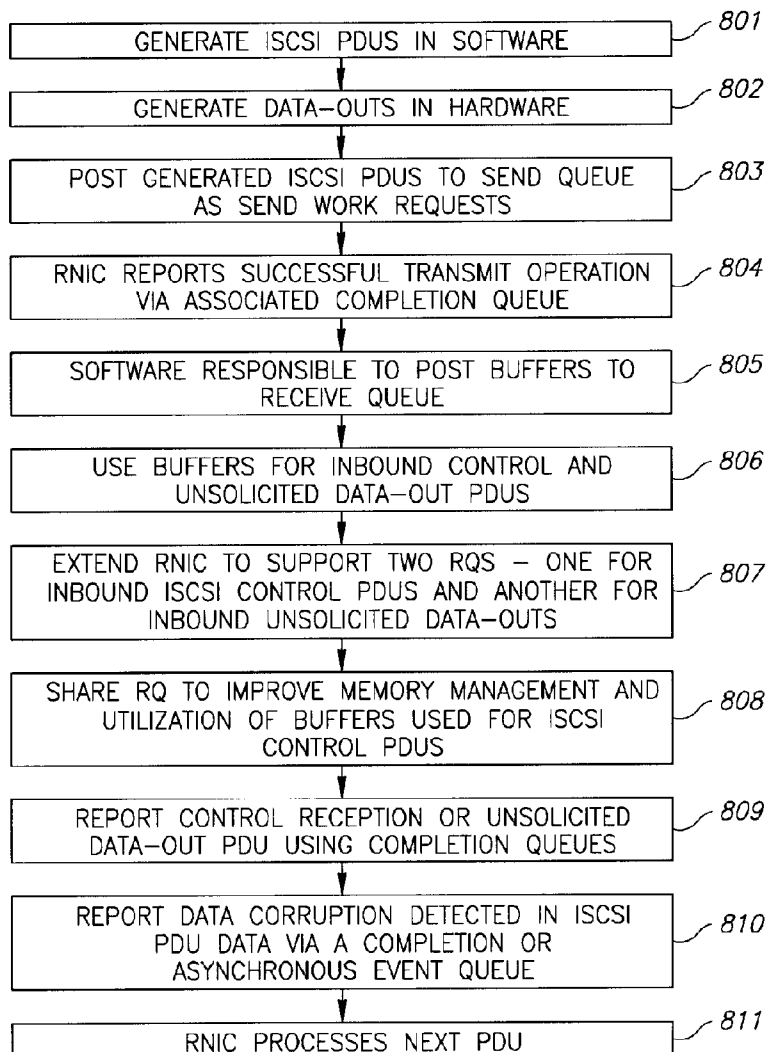 801
GENERATE ISCSI PDUS IN SOFTWARE
802
GENERATE DATA-OUTS IN HARDWARE
803
POST GENERATED ISCSI PDUS TO SEND QUEUE
AS SEND WORK REQUESTS
804
RNIC REPORTS SUCCESSFUL TRANSMIT OPERATION
VIA ASSOCIATED COMPLETION QUEUE
805
SOFTWARE RESPONSIBLE TO POST BUFFERS TO
RECEIVE QUEUE
806
USE BUFFERS FOR INBOUND CONTROL AND
UNSOLICITED DATA-OUT PDUS
807
EXTEND RNIC TO SUPPORT TWO RQS – ONE FOR
INBOUND ISCSI CONTROL PDUS AND ANOTHER FOR
INBOUND UNSOLICITED DATA-OUTS
808
SHARE RQ TO IMPROVE MEMORY MANAGEMENT AND
UTILIZATION OF BUFFERS USED FOR ISCSI
CONTROL PDUS
809
REPORT CONTROL RECEPTION OR UNSOLICITED
DATA-OUT PDU USING COMPLETION QUEUES
810
REPORT DATA CORRUPTION DETECTED IN ISCSI
PDU DATA VIA A COMPLETION OR
ASYNCHRONOUS EVENT QUEUE
811
RNIC PROCESSES NEXT PDU